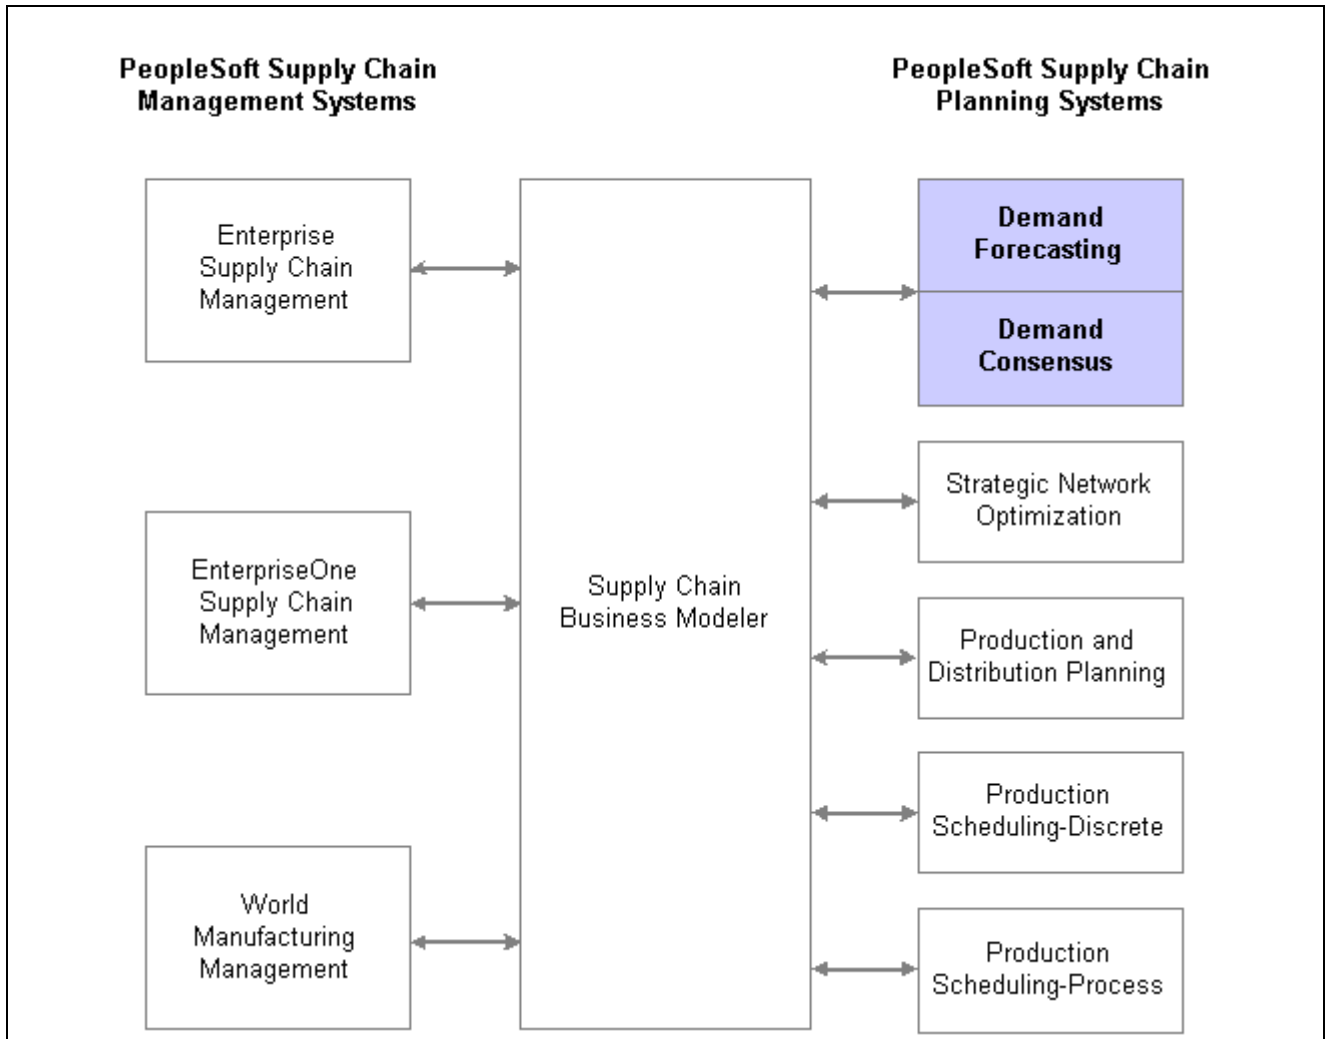 PeopleSoft Supply Chain
Management Systems
PeopleSoft Supply Chain
Planning Systems
Enterprise
Supply Chain
Management
EnterpriseOne
Supply Chain
Management
World
Manufacturing
Management
Supply Chain
Business Modeler
Demand
Forecasting
Demand
Consensus
Strategic Network
Optimization
Production and
Distribution Planning
Production
Scheduling-Discrete
Production
Scheduling-Process